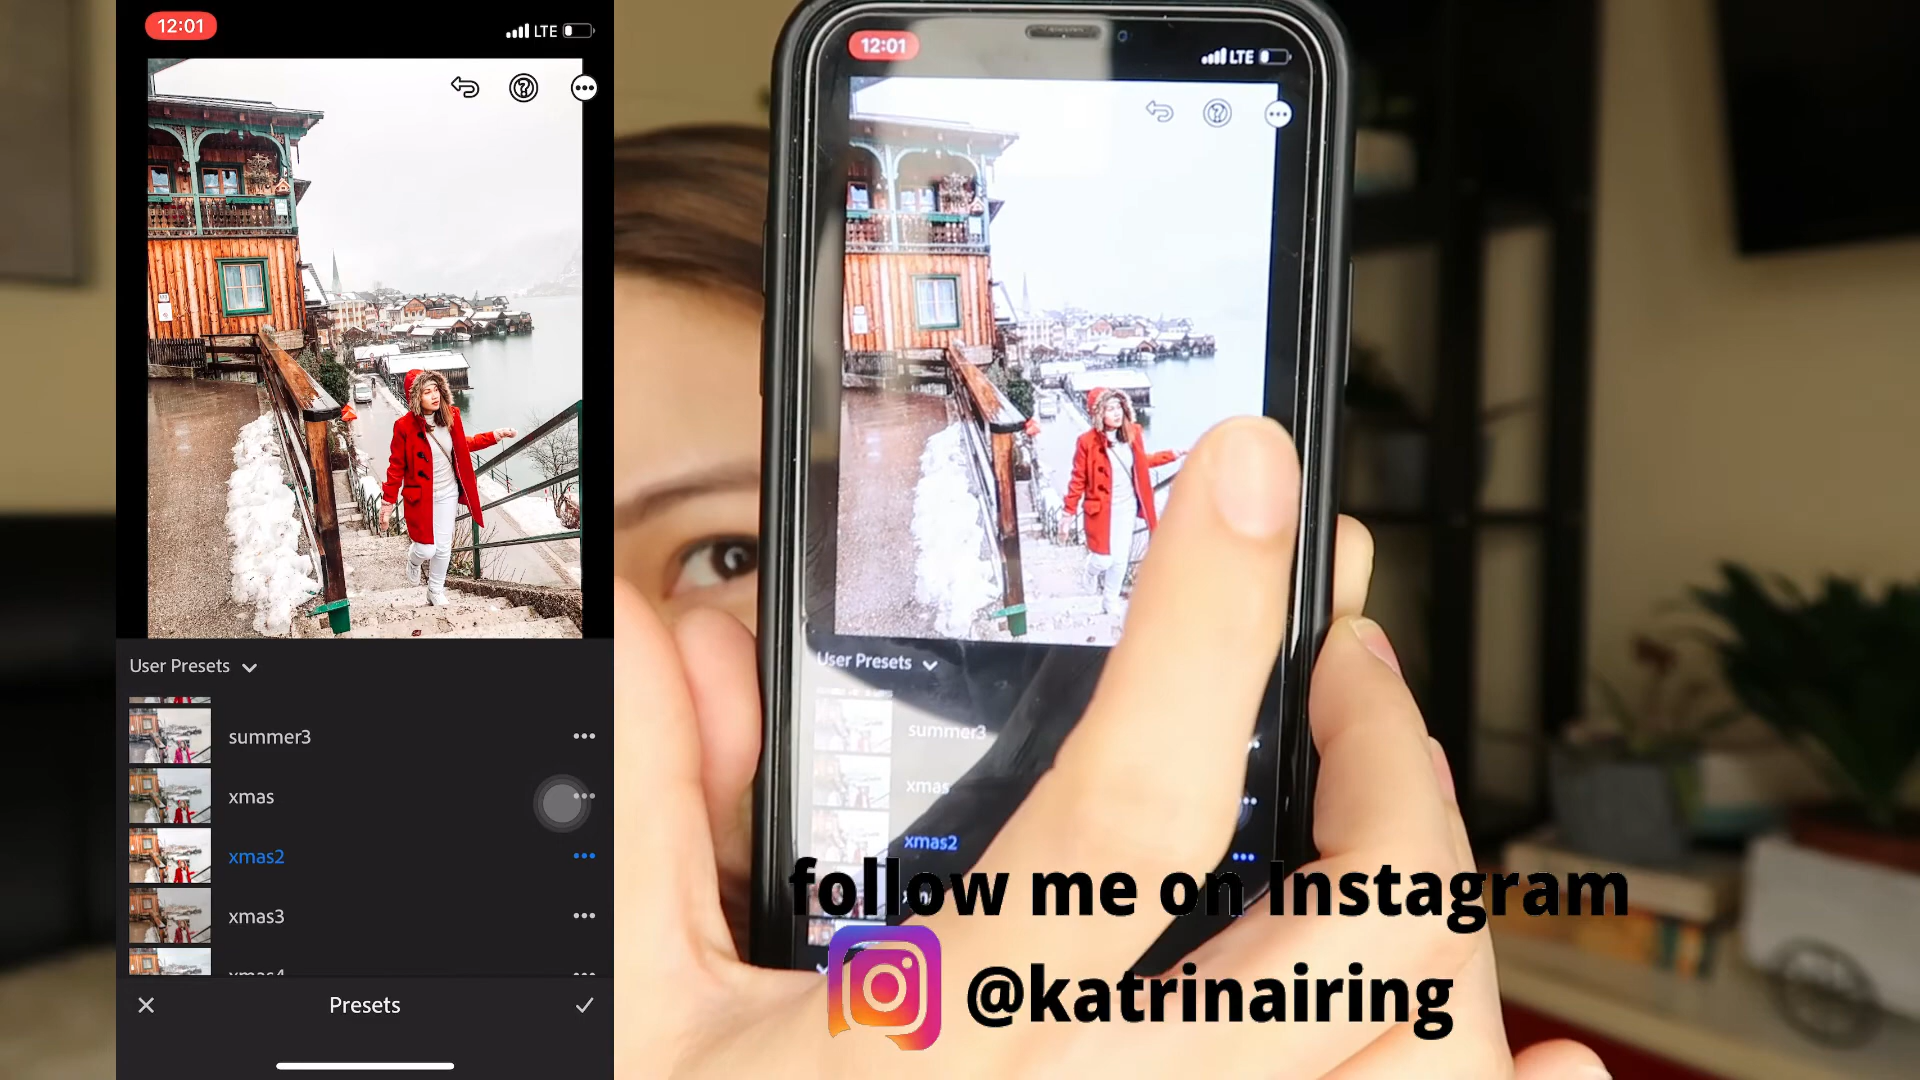 12:01
LTE
User Presets
summer3
xmas
xmas2
xmas3
xmas4
Presets
12:01
LTE
User Presets
summer3
xmas
xmas2
follow me on Instagram
@katrinairing